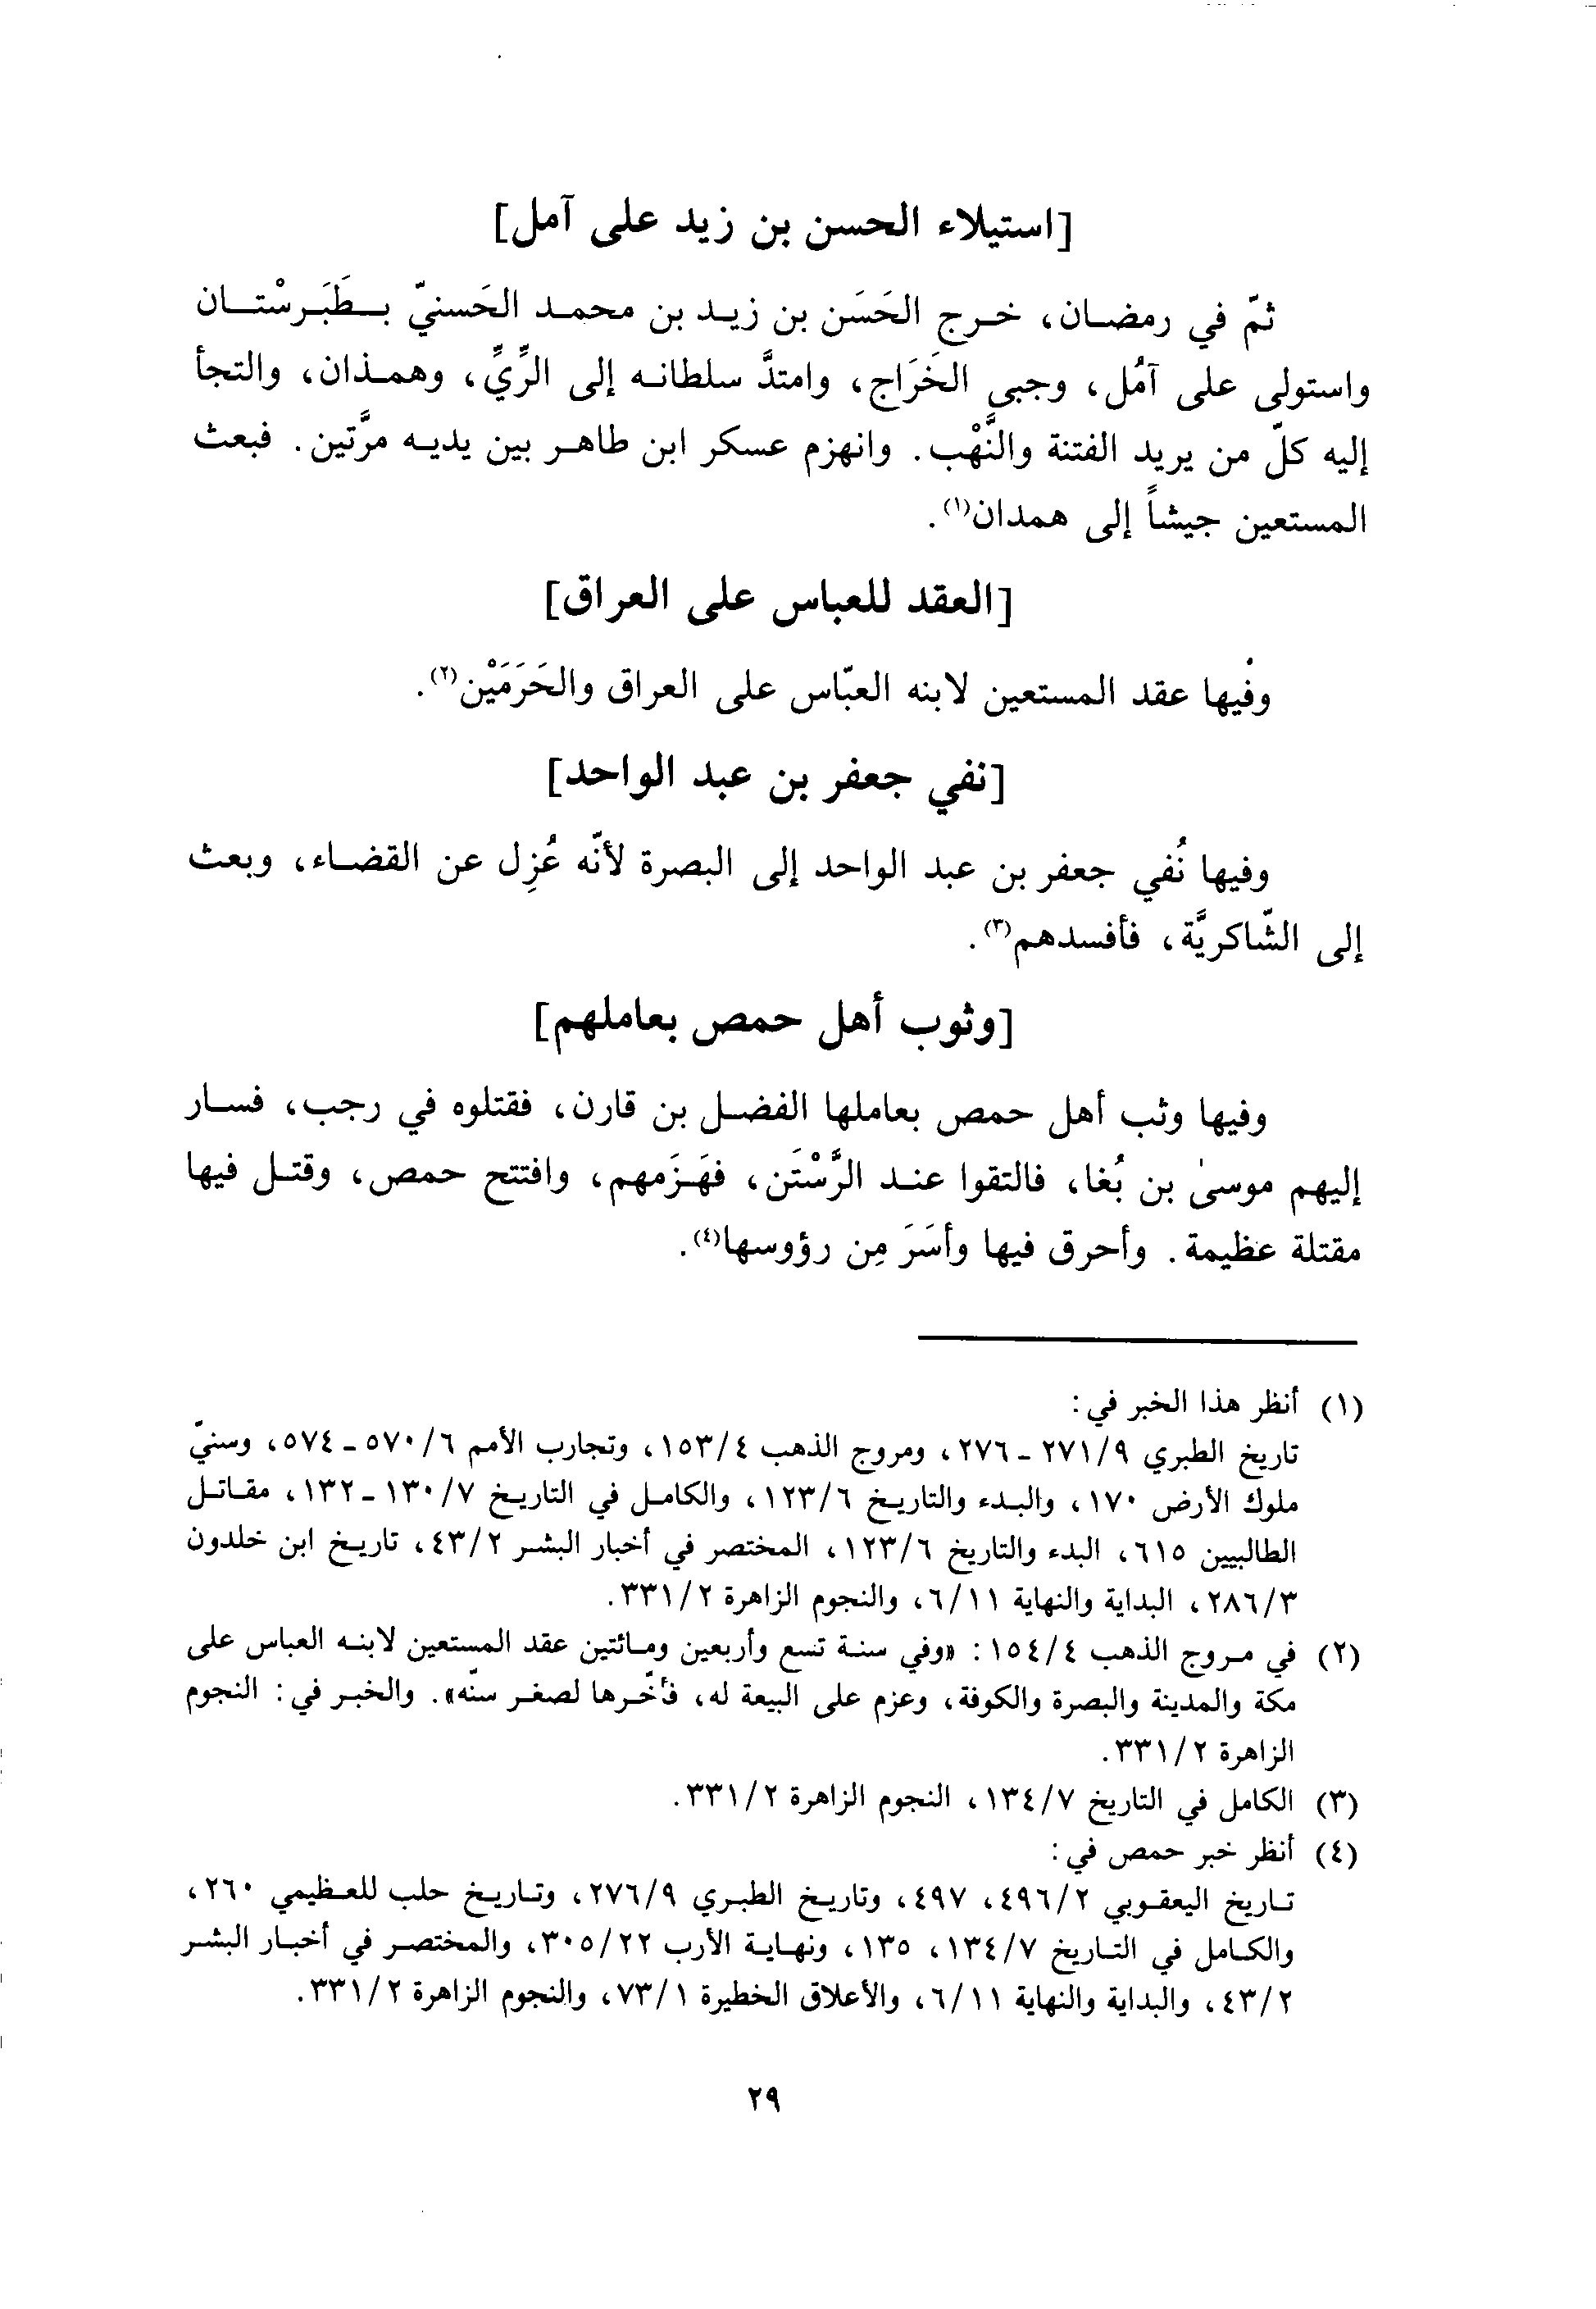 [استيلاء الحسن بن زيد على آمل]
ثمّ في رمضان، خرج الحَسَن بن زيد بن محمد الحَسنيّ بطَبَرسْتان
واستولى على آمُل، وجبى الخَرَاج، وامتدَّ سلطانه إلى الرِّيِّ، وهمذان، والتجأ
إليه كلّ من يريد الفتنة والنَّهْب. وانهزم عسكر ابن طاهر بين يديه مرَّتين. فبعث
المستعين جيشاً إلى همدان(١).
[العقد للعباس على العراق]
وفيها عقد المستعين لابنه العبّاس على العراق والحَرَمَيْن(٢).
[نفي جعفر بن عبد الواحد]
وفيها نُفي جعفر بن عبد الواحد إلى البصرة لأنّه عُزِل عن القضاء، وبعث
إلى الشّاكريَّة، فأفسدهم(٣).
[وثوب أهل حمص بعاملهم]
وفيها وثب أهل حمص بعاملها الفضل بن قارن، فقتلوه في رجب، فسار
إليهم موسىٰ بن بُغا، فالتقوا عند الرَّسْتَن، فهَزَمهم، وافتتح حمص، وقتل فيها
مقتلة عظيمة. وأحرق فيها وأسَرَ مِن رؤوسها(٤).
(١) أنظر هذا الخبر في:
تاريخ الطبري ٢٧١/٩ - ٢٧٦، ومروج الذهب ١٥٣/٤، وتجارب الأمم ٥٧٠/٦ - ٥٧٤، وسنيّ
ملوك الأرض ١٧٠، والبدء والتاريخ ١٢٣/٦، والكامل في التاريخ ١٣٠/٧ - ١٣٢، مقاتل
الطالبيين ٦١٥، البدء والتاريخ ١٢٣/٦، المختصر في أخبار البشر ٤٣/٢، تاريخ ابن خلدون
٢٨٦/٣، البداية والنهاية ٦/١١، والنجوم الزاهرة ٣٣١/٢.
(٢) في مروج الذهب ١٥٤/٤: «وفي سنة تسع وأربعين ومائتين عقد المستعين لابنه العباس على
مكة والمدينة والبصرة والكوفة، وعزم على البيعة له، فأخّرها لصغر سنّه». والخبر في: النجوم
الزاهرة ٣٣١/٢.
(٣) الكامل في التاريخ ١٣٤/٧، النجوم الزاهرة ٣٣١/٢.
(٤) أنظر خبر حمص في:
تاريخ اليعقوبي ٤٩٦/٢، ٤٩٧، وتاريخ الطبري ٢٧٦/٩، وتاريخ حلب للعظيمي ٢٦٠،
والكامل في التاريخ ١٣٤/٧، ١٣٥، ونهاية الأرب ٣٠٥/٢٢، والمختصر في أخبار البشر
٤٣/٢، والبداية والنهاية ٦/١١، والأعلاق الخطيرة ٧٣/١، والنجوم الزاهرة ٣٣١/٢.
٢٩